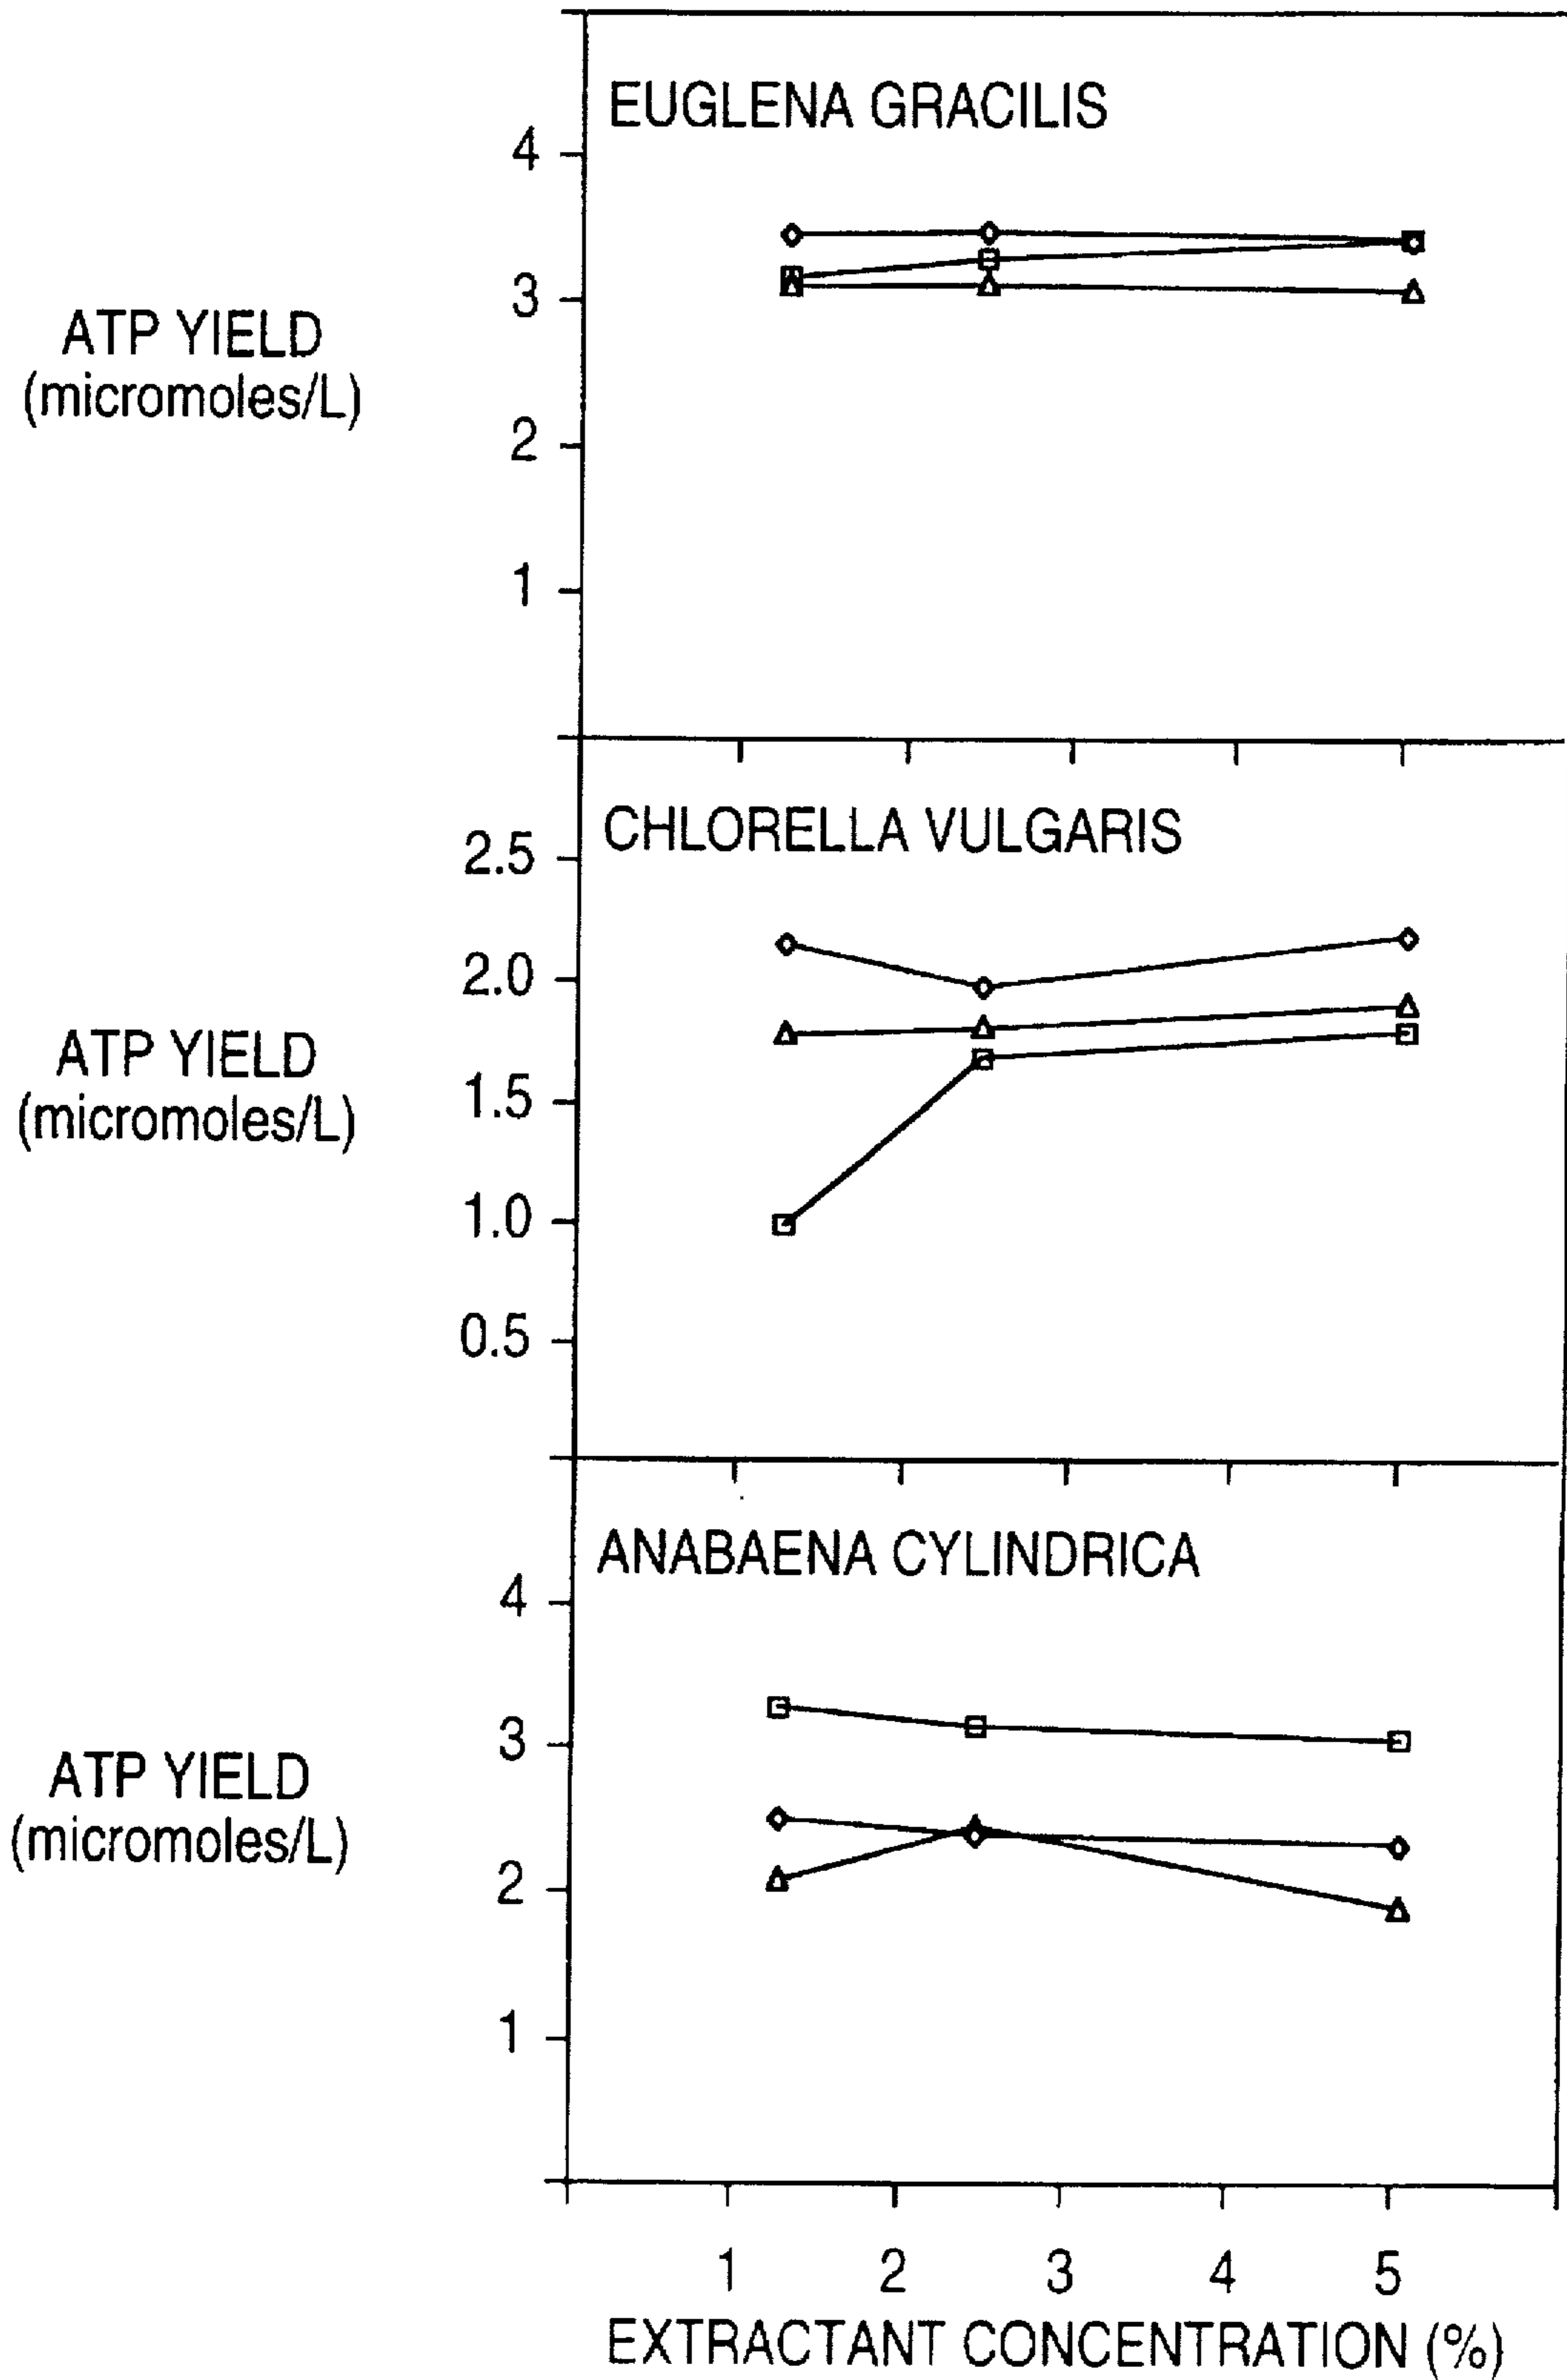 EUGLENA GRACILIS
4
3
2
1
ATP YIELD
(micromoles/L)
CHLORELLA VULGARIS
2.5
2.0
1.5
1.0
0.5
ATP YIELD
(micromoles/L)
ANABAENA CYLINDRICA
4
3
2
1
ATP YIELD
(micromoles/L)
1 2 3 4 5
EXTRACTANT CONCENTRATION (%)